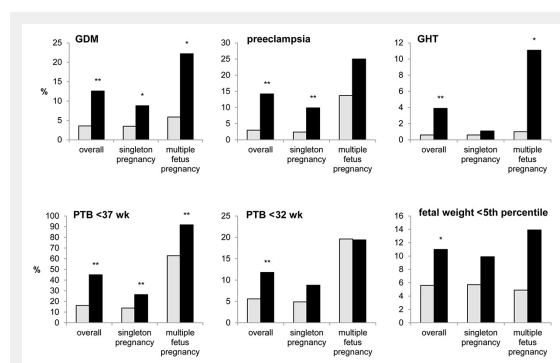 GDM
25
20
15
10
5
0
%
**
*
*
overall
singleton pregnancy
multiple fetus pregnancy
preeclampsia
30
25
20
15
10
5
0
**
**
overall
singleton pregnancy
multiple fetus pregnancy
GHT
12
10
8
6
4
2
0
**
*
overall
singleton pregnancy
multiple fetus pregnancy
PTB <37 wk
100
90
80
70
60
50
40
30
20
10
0
%
**
**
**
overall
singleton pregnancy
multiple fetus pregnancy
PTB <32 wk
25
20
15
10
5
0
**
overall
singleton pregnancy
multiple fetus pregnancy
fetal weight <5th percentile
16
14
12
10
8
6
4
2
0
*
overall
singleton pregnancy
multiple fetus pregnancy